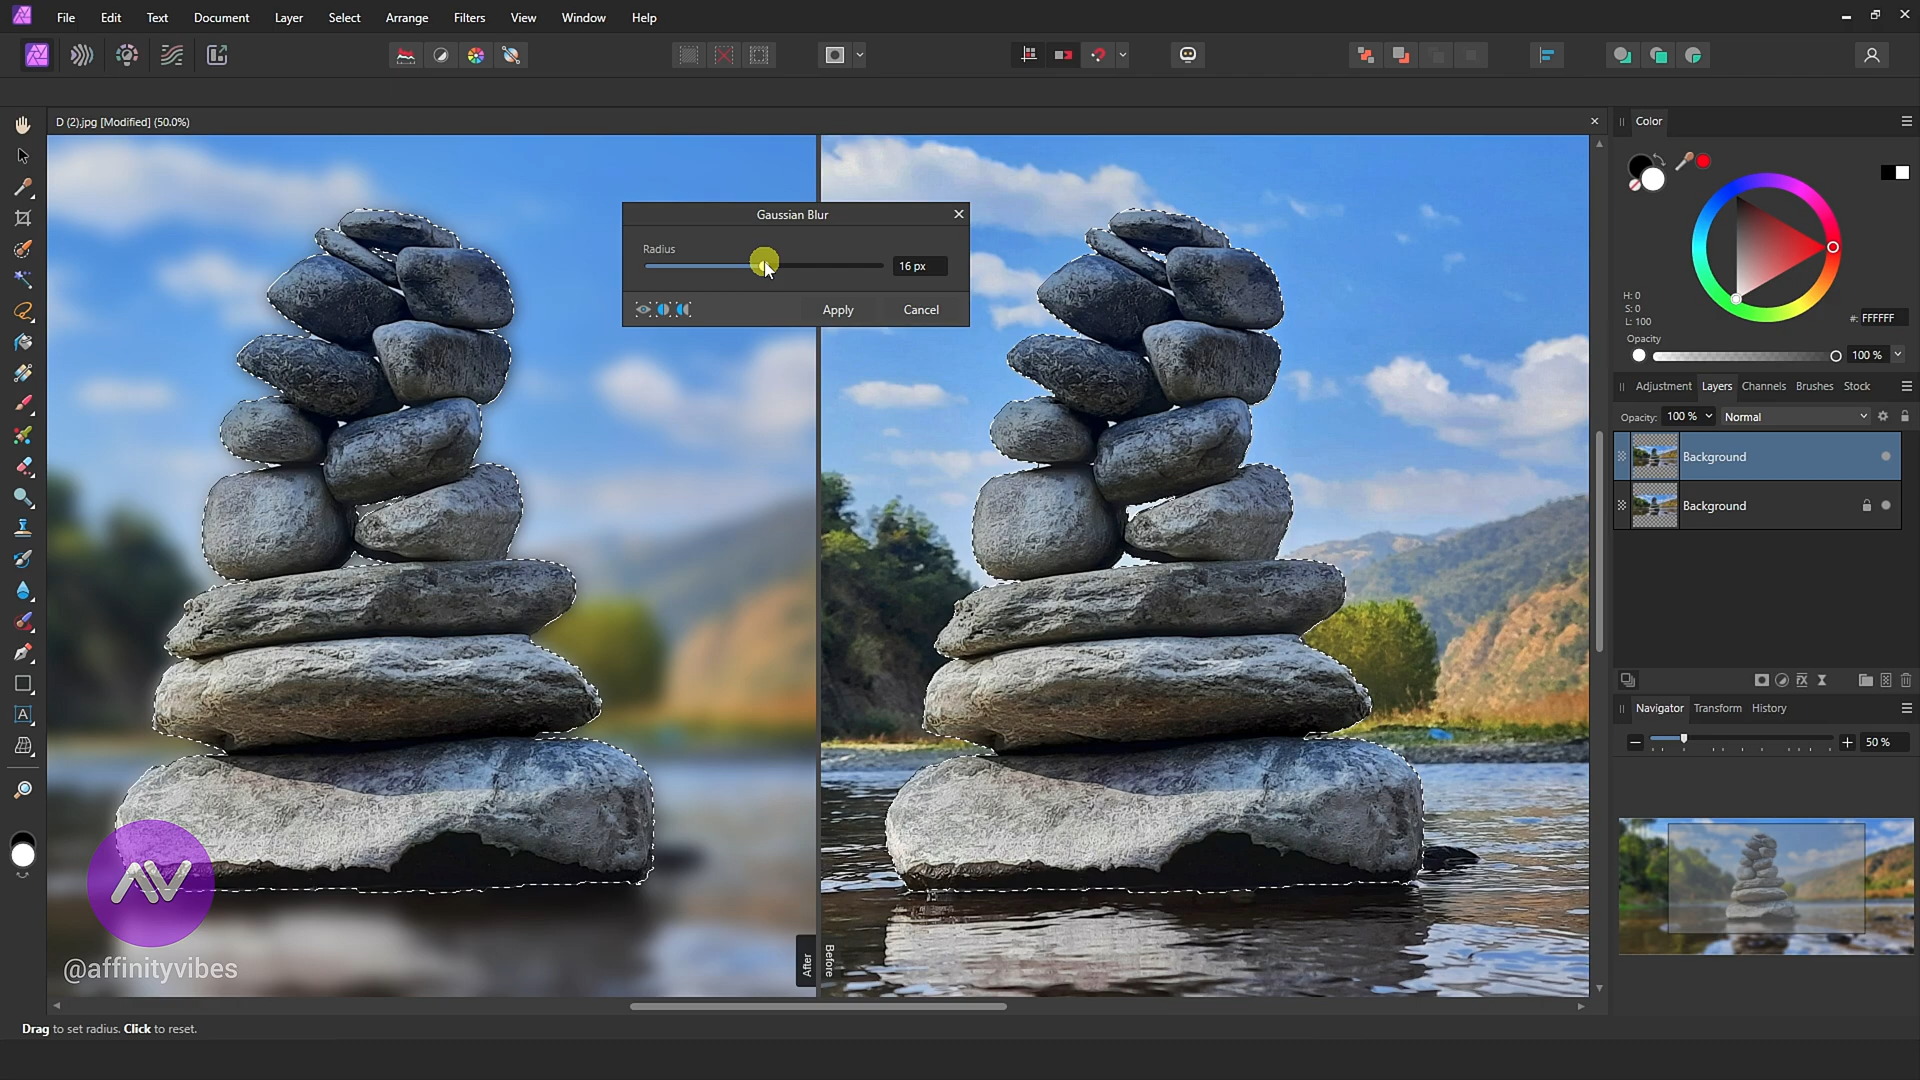 File Edit Text Document Layer Select Arrange Filters View Window Help
D (2).jpg [Modified] (50.0%)
Color
Gaussian Blur
Radius
16 px
Apply Cancel
H: 0
S: 0
L: 100
#: FFFFFF
Opacity
100 %
Adjustment Layers Channels Brushes Stock
Opacity: 100 % Normal
Background
Background
Navigator Transform History
50 %
After
Before
AV
@affinityvibes
Drag to set radius. Click to reset.